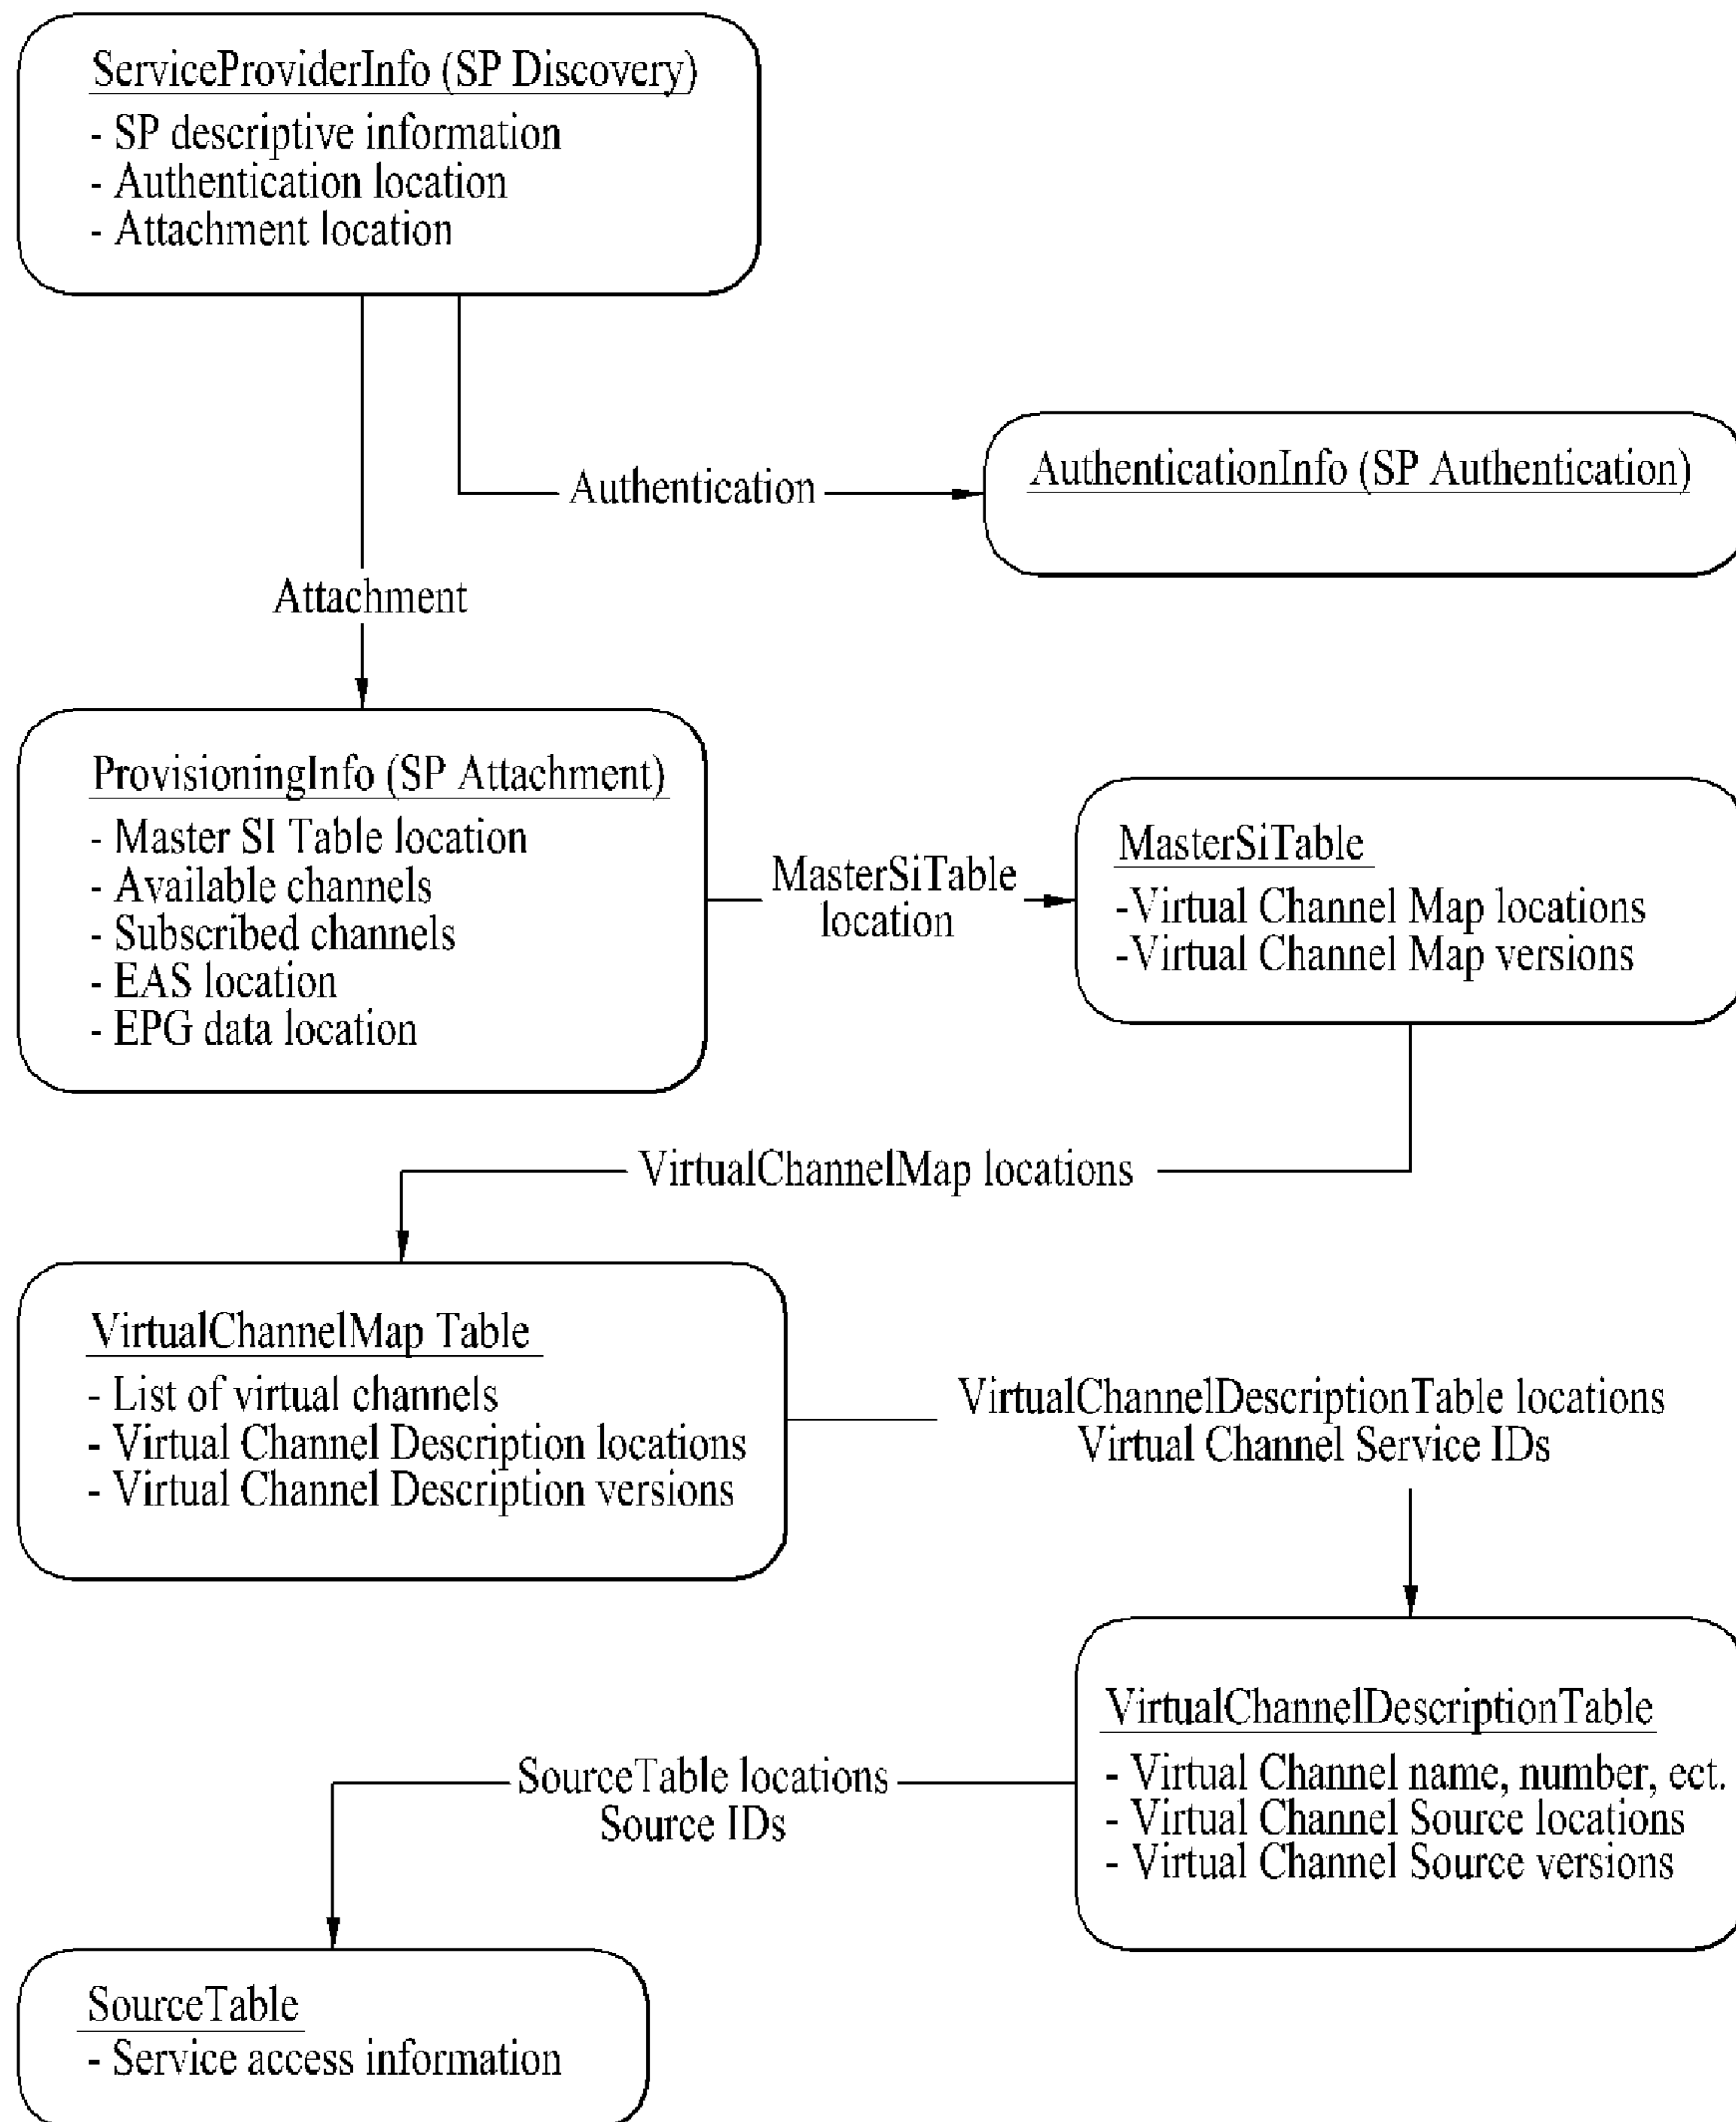 ServiceProviderInfo (SP Discovery)
- SP descriptive information
- Authentication location
- Attachment location
Authentication
AuthenticationInfo (SP Authentication)
Attachment
ProvisioningInfo (SP Attachment)
- Master SI Table location
- Available channels
- Subscribed channels
- EAS location
- EPG data location
MasterSiTable
location
MasterSiTable
-Virtual Channel Map locations
-Virtual Channel Map versions
VirtualChannelMap locations
VirtualChannelMap Table
- List of virtual channels
- Virtual Channel Description locations
- Virtual Channel Description versions
VirtualChannelDescriptionTable locations
Virtual Channel Service IDs
VirtualChannelDescriptionTable
- Virtual Channel name, number, ect.
- Virtual Channel Source locations
- Virtual Channel Source versions
SourceTable locations
Source IDs
SourceTable
- Service access information